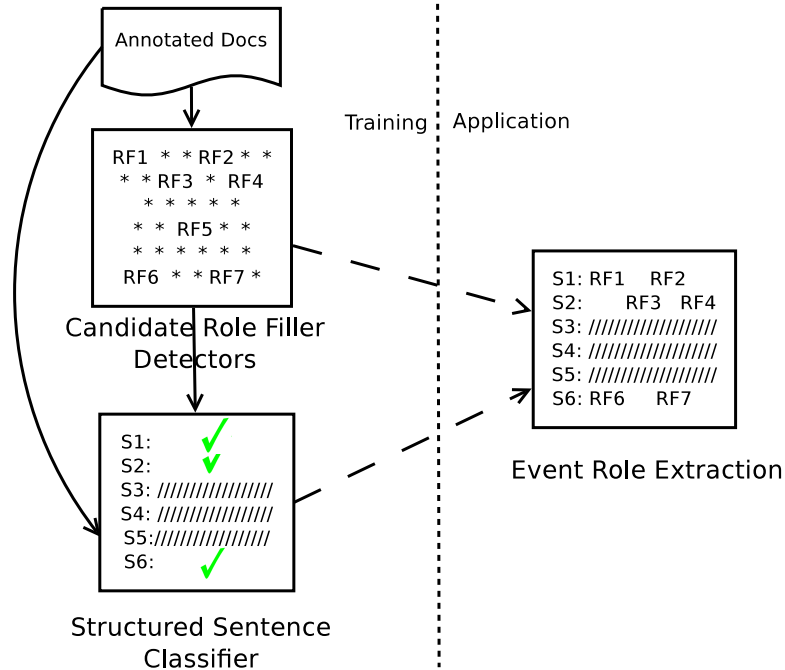 Annotated Docs
Training
Application
RF1 * * RF2 * *
* * RF3 * RF4
* * * * *
* * RF5 * *
* * * * * *
RF6 * * RF7 *
Candidate Role Filler
Detectors
S1: RF1 RF2
S2: RF3 RF4
S3: ////////////////////
S4: ////////////////////
S5: ////////////////////
S6: RF6 RF7
Event Role Extraction
S1:
S2:
S3: //////////////////
S4: //////////////////
S5: //////////////////
S6:
Structured Sentence
Classifier